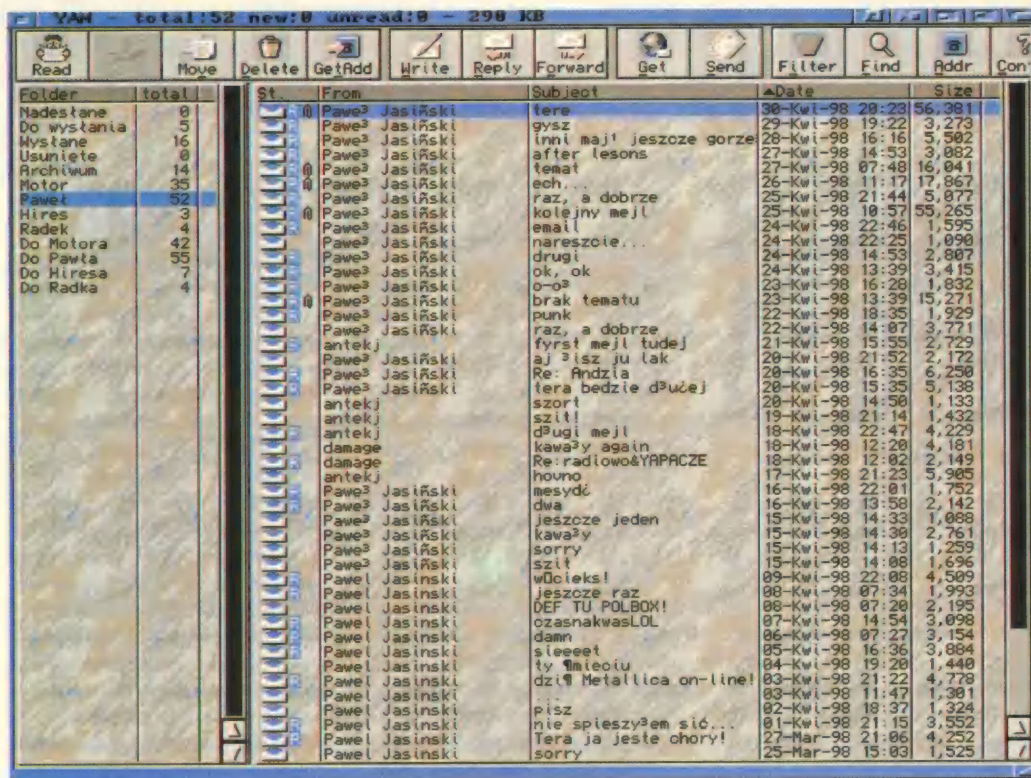 YAM - total:52 new:0 unread:0 - 290 KB
Read Move Delete GetAdd Write Reply Forward Get Send Filter Find Addr
Folder total
Nadesłane 0
Do wysłania 5
Wysłane 16
Usunięte 0
Archiwum 14
Motor 35
Paweł 52
Hires 3
Radek 4
Do Motora 42
Do Pawła 55
Do Hiresa 7
Do Radka 4
St. From Subject Date Size
Pawe³ Jasiñski tere 30-Kwi-98 20:23 56,381
Pawe³ Jasiñski gysz 29-Kwi-98 19:22 3,273
Pawe³ Jasiñski inni maj¹ jeszcze gorze 28-Kwi-98 16:16 5,502
Pawe³ Jasiñski after lesons 27-Kwi-98 14:53 3,082
Pawe³ Jasiñski temat 27-Kwi-98 07:48 16,041
Pawe³ Jasiñski ech... 26-Kwi-98 11:17 17,867
Pawe³ Jasiñski raz, a dobrze 25-Kwi-98 21:44 5,077
Pawe³ Jasiñski kolejny mejl 25-Kwi-98 10:57 55,265
Pawe³ Jasiñski email 24-Kwi-98 22:46 1,595
Pawe³ Jasiñski nareszcie... 24-Kwi-98 22:25 1,090
Pawe³ Jasiñski drugi 24-Kwi-98 14:53 2,807
Pawe³ Jasiñski ok, ok 24-Kwi-98 13:39 3,415
Pawe³ Jasiñski o-o³ 23-Kwi-98 16:28 1,832
Pawe³ Jasiñski brak tematu 23-Kwi-98 13:39 15,271
Pawe³ Jasiñski punk 22-Kwi-98 18:35 1,929
Pawe³ Jasiñski raz, a dobrze 22-Kwi-98 14:07 3,771
antekj fyrst mejl tudej 21-Kwi-98 15:55 2,729
Pawe³ Jasiñski aj ³isz ju lak 20-Kwi-98 21:52 2,172
Pawe³ Jasiñski Re: Andzla 20-Kwi-98 16:35 6,250
Pawe³ Jasiñski tera bedzie d³ućej 20-Kwi-98 15:35 5,138
antekj szort 20-Kwi-98 14:50 1,133
antekj szit! 19-Kwi-98 21:14 1,432
antekj d³ugi mejl 18-Kwi-98 22:47 4,229
damage kawa³y again 18-Kwi-98 12:20 4,181
damage Re:radiowo&YAPACZE 18-Kwi-98 12:02 2,149
antekj hovno 17-Kwi-98 21:23 5,905
Pawe³ Jasiñski mesydć 16-Kwi-98 22:01 1,752
Pawe³ Jasiñski dwa 16-Kwi-98 13:58 2,142
Pawe³ Jasiñski jeszcze jeden 15-Kwi-98 14:33 1,088
Pawe³ Jasiñski kawa³y 15-Kwi-98 14:30 2,761
Pawe³ Jasiñski sorry 15-Kwi-98 14:13 1,259
Pawe³ Jasiñski szit 15-Kwi-98 14:08 1,696
Pawel Jasinski w▯cieks! 09-Kwi-98 22:08 4,509
Pawel Jasinski jeszcze raz 08-Kwi-98 07:34 1,993
Pawel Jasinski DEF TU POLBOX! 08-Kwi-98 07:20 2,195
Pawel Jasinski czasnakwasLOL 07-Kwi-98 14:54 3,098
Pawel Jasinski damn 06-Kwi-98 07:27 3,154
Pawel Jasinski sleeeet 05-Kwi-98 16:36 3,884
Pawel Jasinski ty ¶mieciu 04-Kwi-98 19:20 1,440
Pawel Jasinski dzi¶ Metallica on-line! 03-Kwi-98 21:22 4,778
Pawel Jasinski ... 03-Kwi-98 11:47 1,301
Pawel Jasinski pisz 02-Kwi-98 18:37 1,324
Pawel Jasinski nie spieszy³em sić... 01-Kwi-98 21:15 3,552
Pawel Jasinski Tera ja jeste chory! 27-Mar-98 21:06 4,252
Pawel Jasinski sorry 25-Mar-98 15:03 1,525